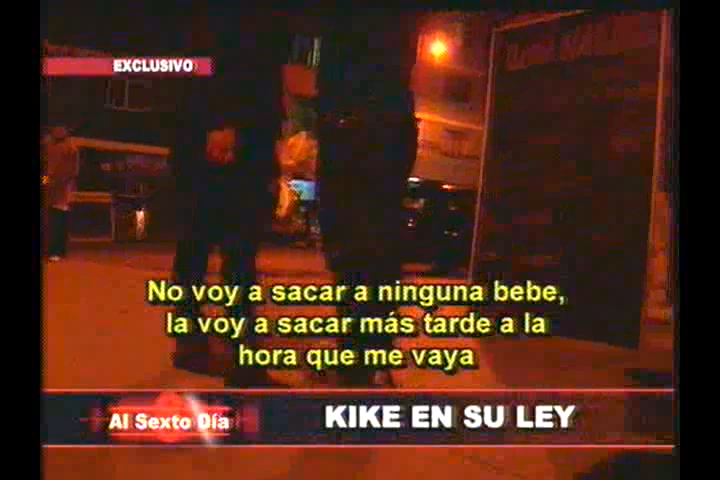 EXCLUSIVO
No voy a sacar a ninguna bebe,
la voy a sacar más tarde a la
hora que me vaya
Al Sexto Día
KIKE EN SU LEY